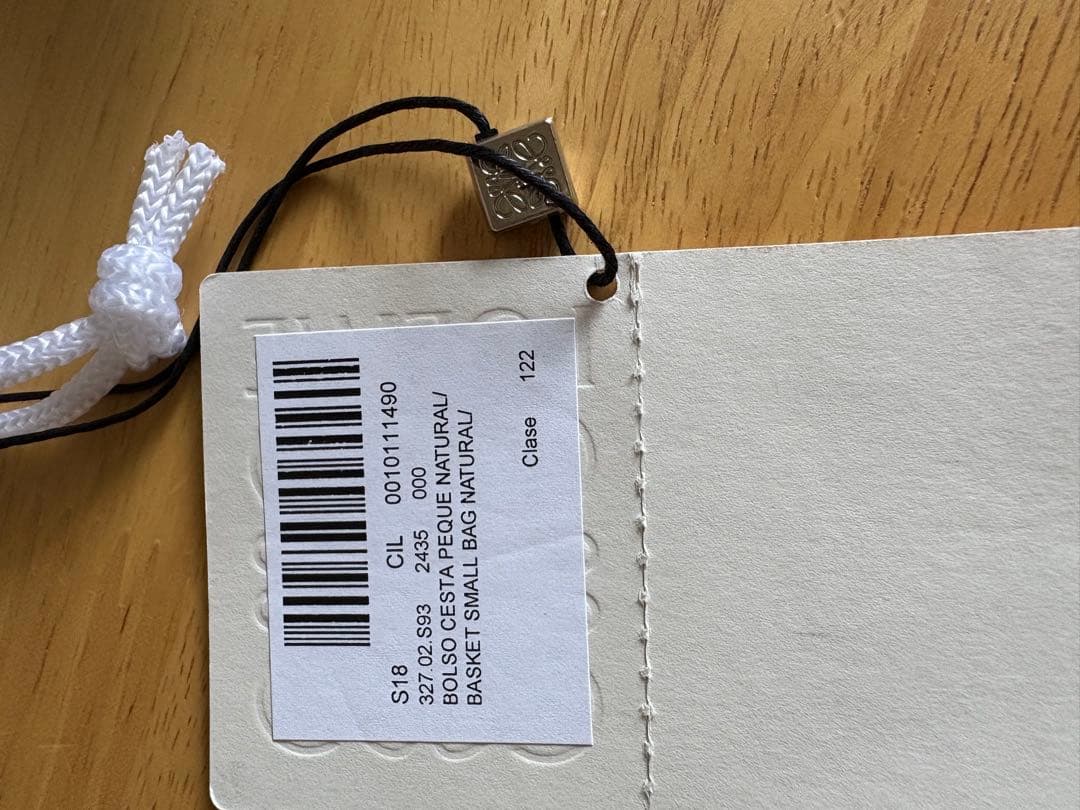 S18 CIL 0010111490
327.02.S93 2435 000
BOLSO CESTA PEQUE NATURAL/
BASKET SMALL BAG NATURAL/
Clase 122